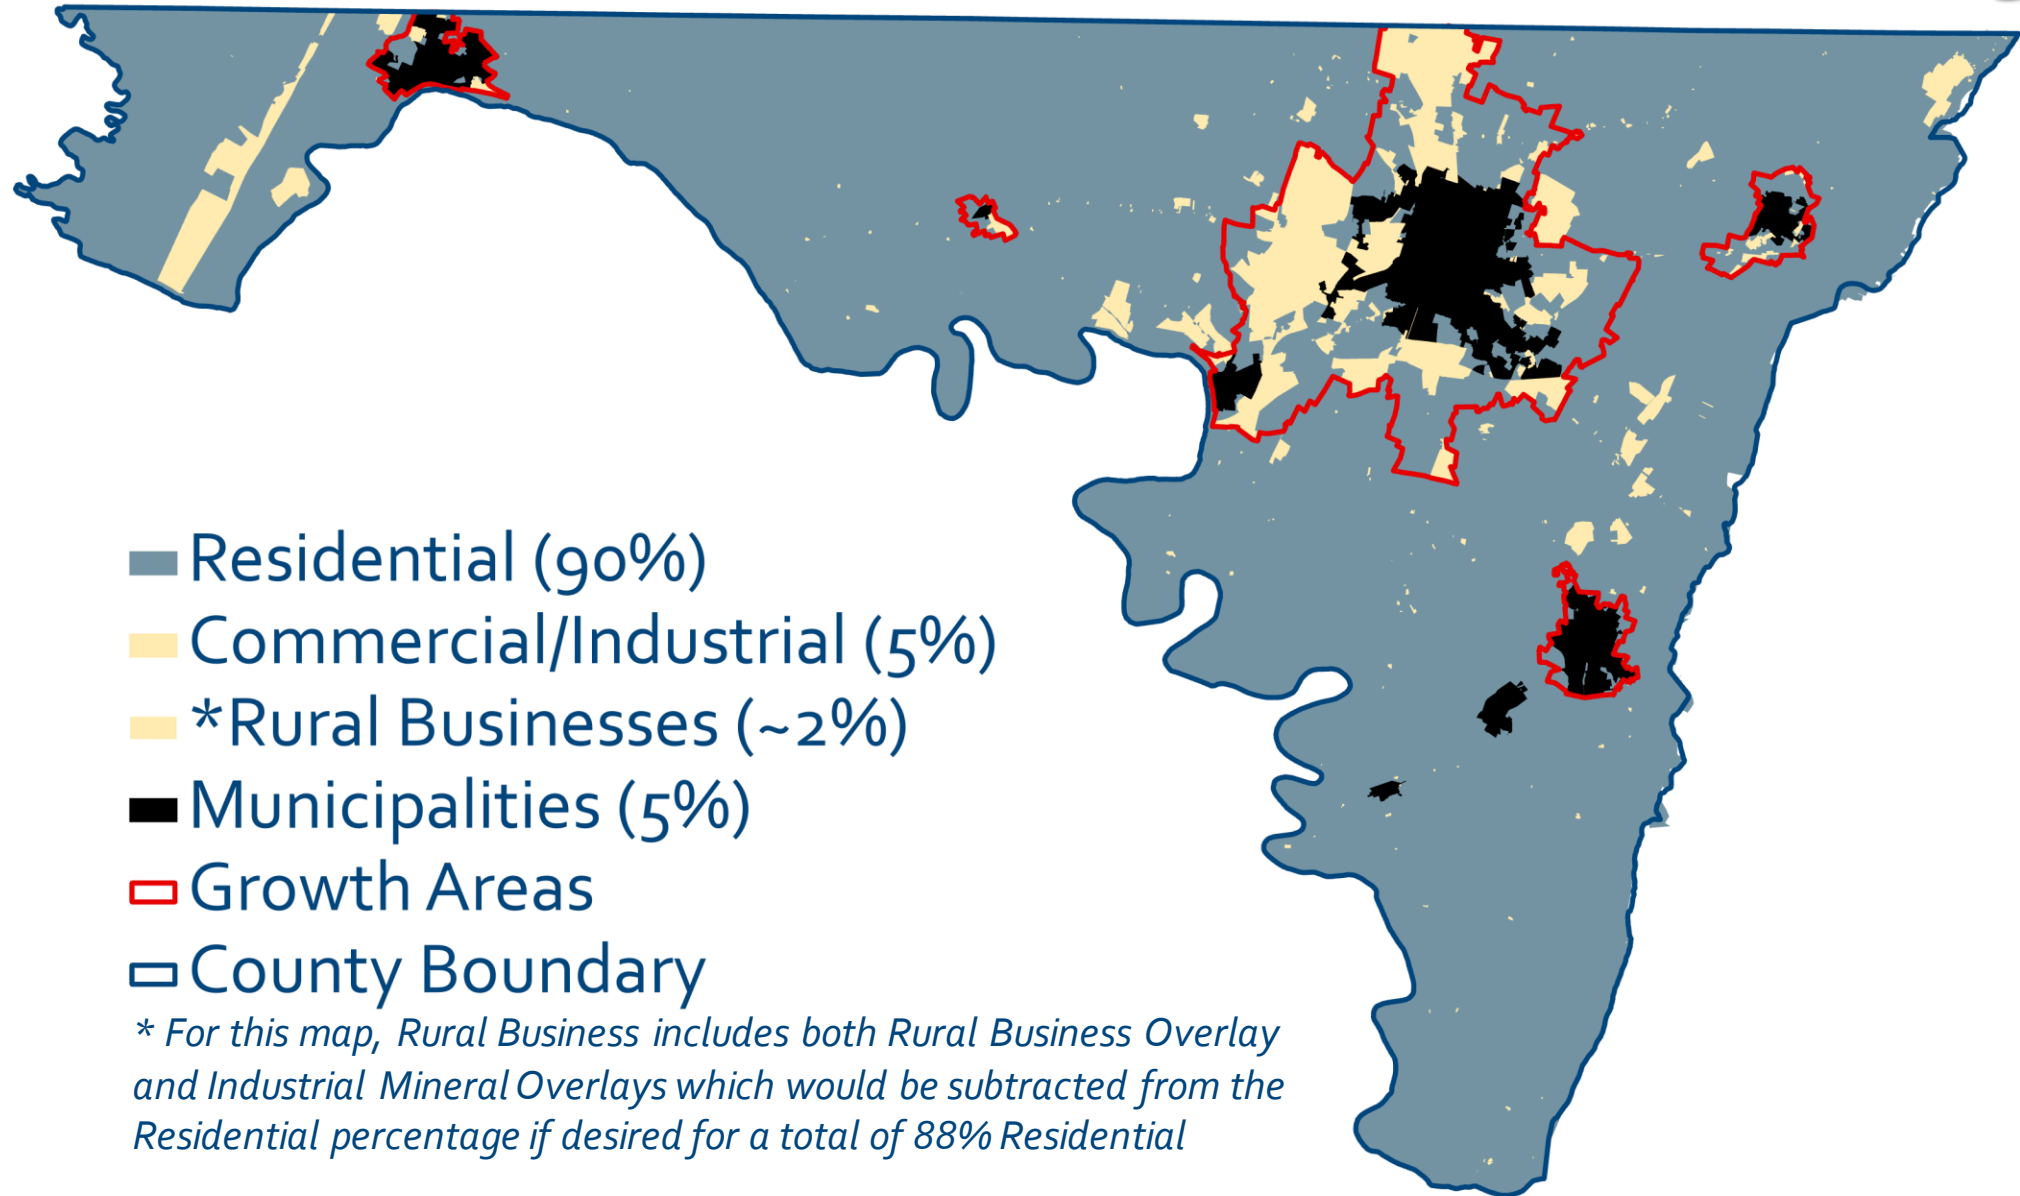 Residential (90%)
Commercial/Industrial (5%)
*Rural Businesses (~2%)
Municipalities (5%)
Growth Areas
County Boundary
* For this map, Rural Business includes both Rural Business Overlay
and Industrial Mineral Overlays which would be subtracted from the
Residential percentage if desired for a total of 88% Residential